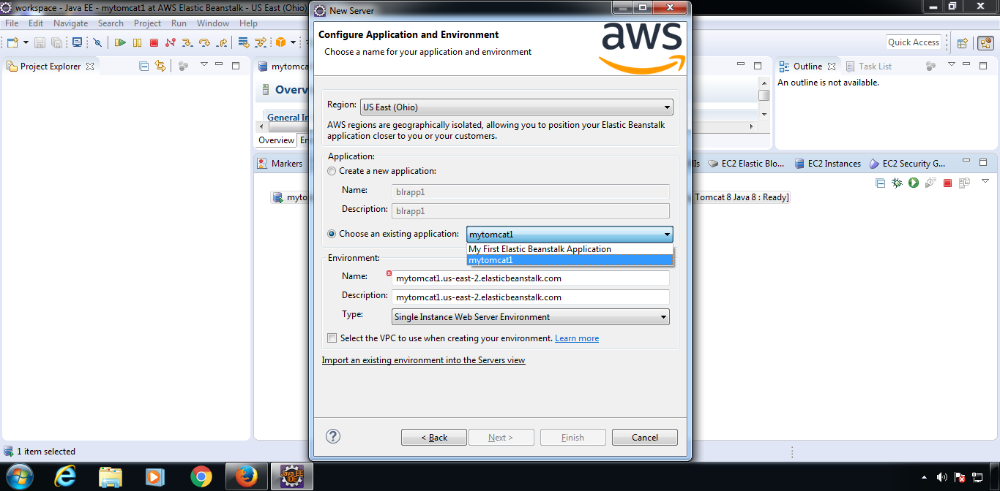 workspace - Java EE - mytomcat1 at AWS Elastic Beanstalk - US East (Ohio)
File Edit Navigate Search Project Run Window Help
Quick Access
Project Explorer
mytomca
Overv
General In
Overview
Outline
Task List
An outline is not available.
Markers
EC2 Elastic Blo...
EC2 Instances
EC2 Security G...
myto
Tomcat 8 Java 8 : Ready]
New Server
Configure Application and Environment
Choose a name for your application and environment
aws
Region:
US East (Ohio)
AWS regions are geographically isolated, allowing you to position your Elastic Beanstalk
application closer to you or your customers.
Application:
Create a new application:
Name:
blrapp1
Description:
blrapp1
Choose an existing application:
mytomcat1
My First Elastic Beanstalk Application
mytomcat1
Environment:
Name:
mytomcat1.us-east-2.elasticbeanstalk.com
Description:
mytomcat1.us-east-2.elasticbeanstalk.com
Type:
Single Instance Web Server Environment
Select the VPC to use when creating your environment. Learn more
Import an existing environment into the Servers view
< Back
Next >
Finish
Cancel
1 item selected
Java EE
IDE